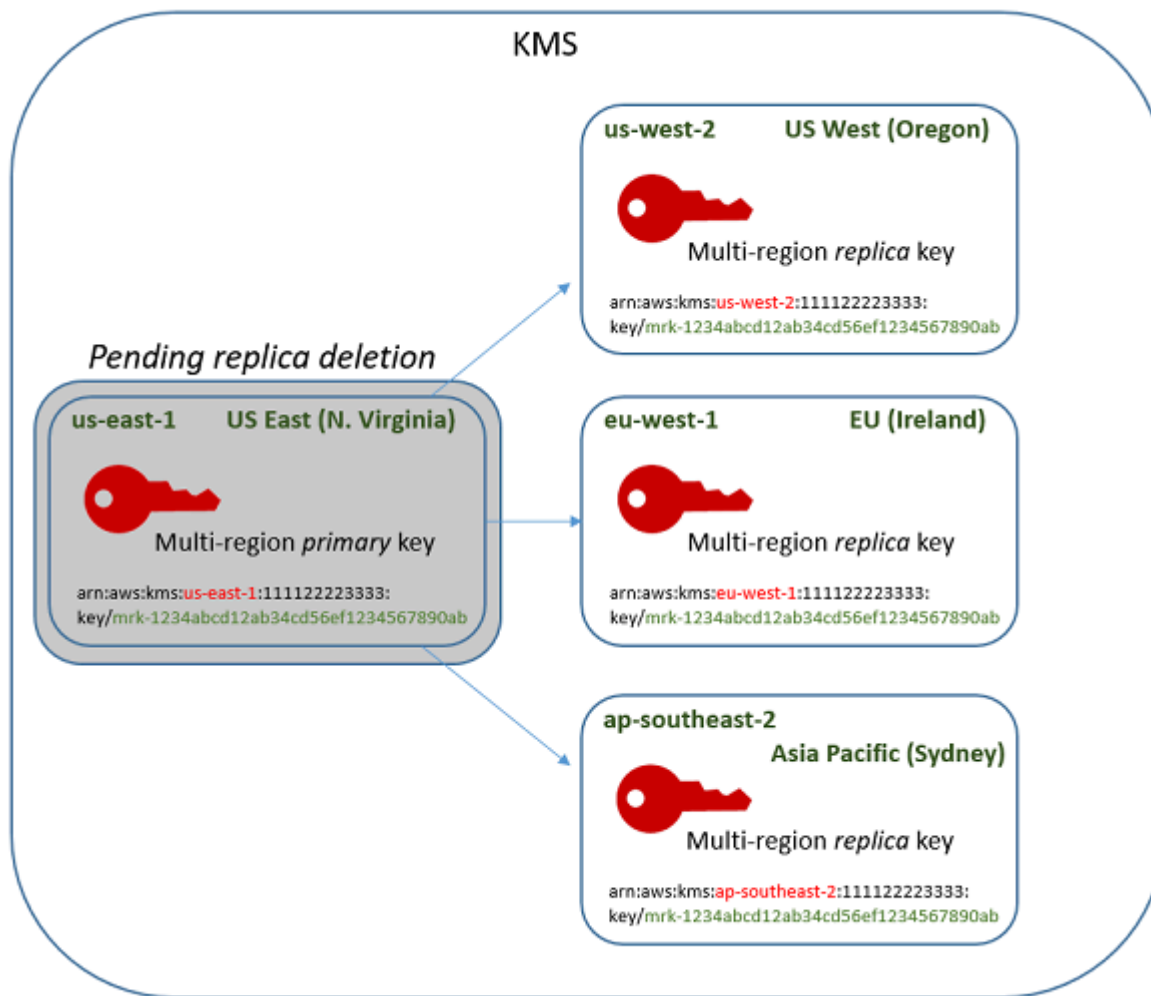 KMS
us-west-2 US West (Oregon)
Multi-region replica key
arn:aws:kms:us-west-2:111122223333:
key/mrk-1234abcd12ab34cd56ef1234567890ab
Pending replica deletion
us-east-1 US East (N. Virginia)
Multi-region primary key
arn:aws:kms:us-east-1:111122223333:
key/mrk-1234abcd12ab34cd56ef1234567890ab
eu-west-1 EU (Ireland)
Multi-region replica key
arn:aws:kms:eu-west-1:111122223333:
key/mrk-1234abcd12ab34cd56ef1234567890ab
ap-southeast-2
Asia Pacific (Sydney)
Multi-region replica key
arn:aws:kms:ap-southeast-2:111122223333:
key/mrk-1234abcd12ab34cd56ef1234567890ab